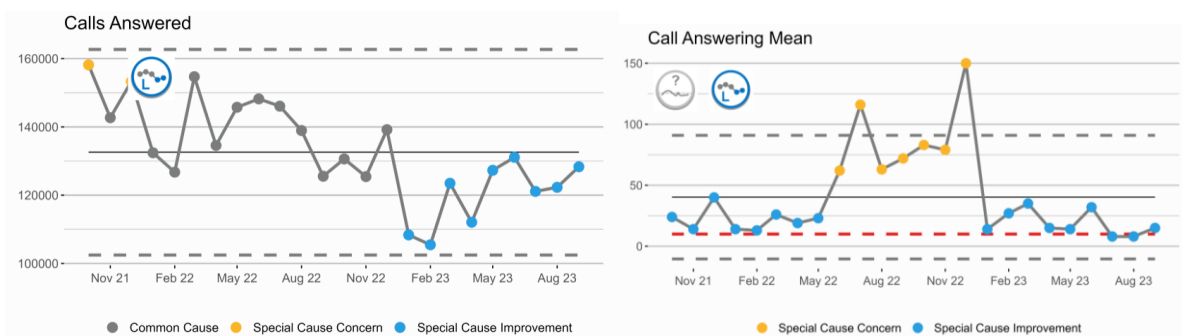 Calls Answered
160000
140000
120000
100000
L
Nov 21 Feb 22 May 22 Aug 22 Nov 22 Feb 23 May 23 Aug 23
Common Cause Special Cause Concern Special Cause Improvement
Call Answering Mean
150
100
50
0
?
L
Nov 21 Feb 22 May 22 Aug 22 Nov 22 Feb 23 May 23 Aug 23
Special Cause Concern Special Cause Improvement